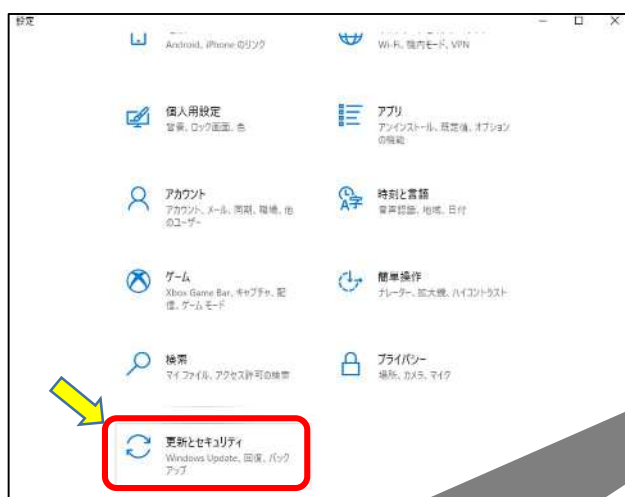 設定
Android、iPhone のリンク
Wi-Fi、機内モード、VPN
個人用設定
背景、ロック画面、色
アプリ
アンインストール、既定値、オプション
の機能
アカウント
アカウント、メール、同期、職場、他
のユーザー
時刻と言語
音声認識、地域、日付
ゲーム
Xbox Game Bar、キャプチャ、配
信、ゲーム モード
簡単操作
ナレーター、拡大鏡、ハイコントラスト
検索
マイ ファイル、アクセス許可の検索
プライバシー
場所、カメラ、マイク
更新とセキュリティ
Windows Update、回復、バック
アップ